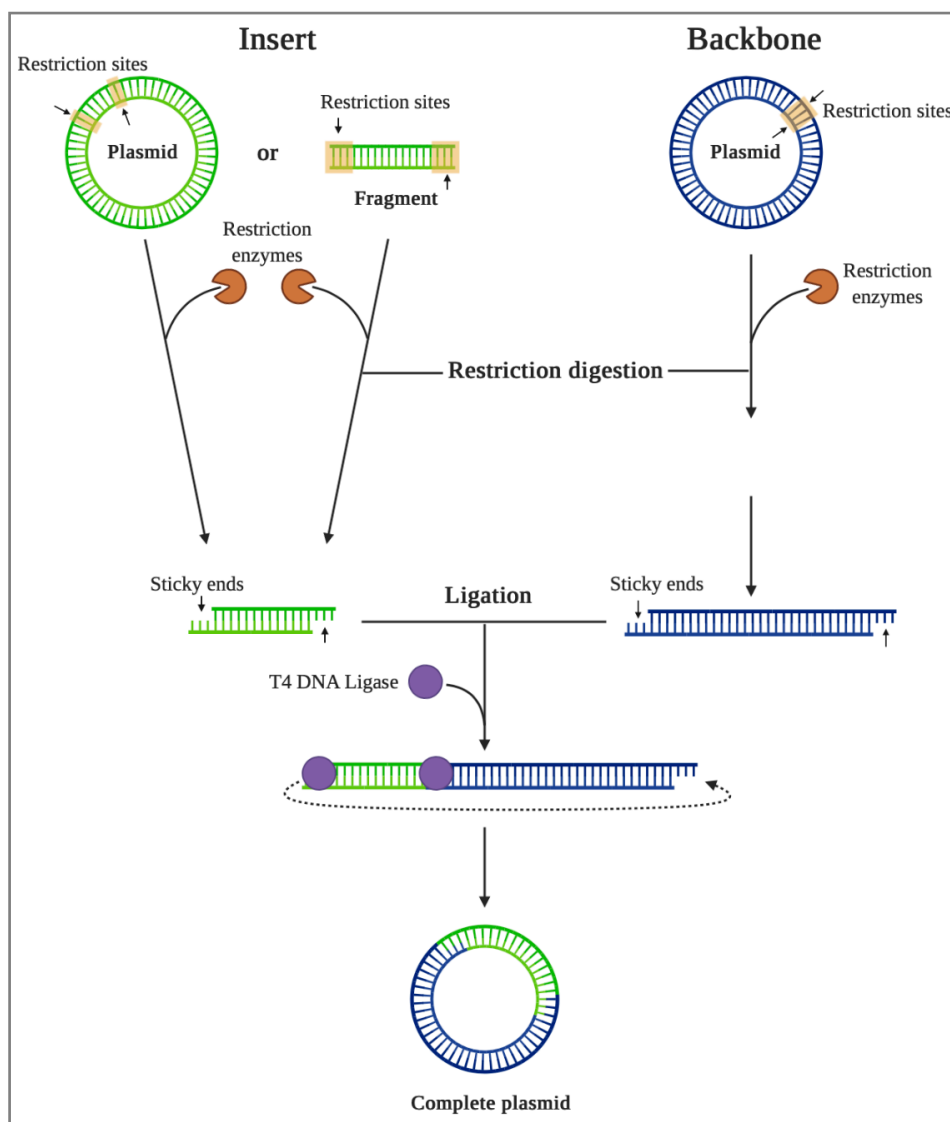 Insert
Backbone
Restriction sites
Plasmid
or
Restriction sites
Fragment
Restriction sites
Plasmid
Restriction
enzymes
Restriction
enzymes
Restriction digestion
Sticky ends
Ligation
Sticky ends
T4 DNA Ligase
Complete plasmid